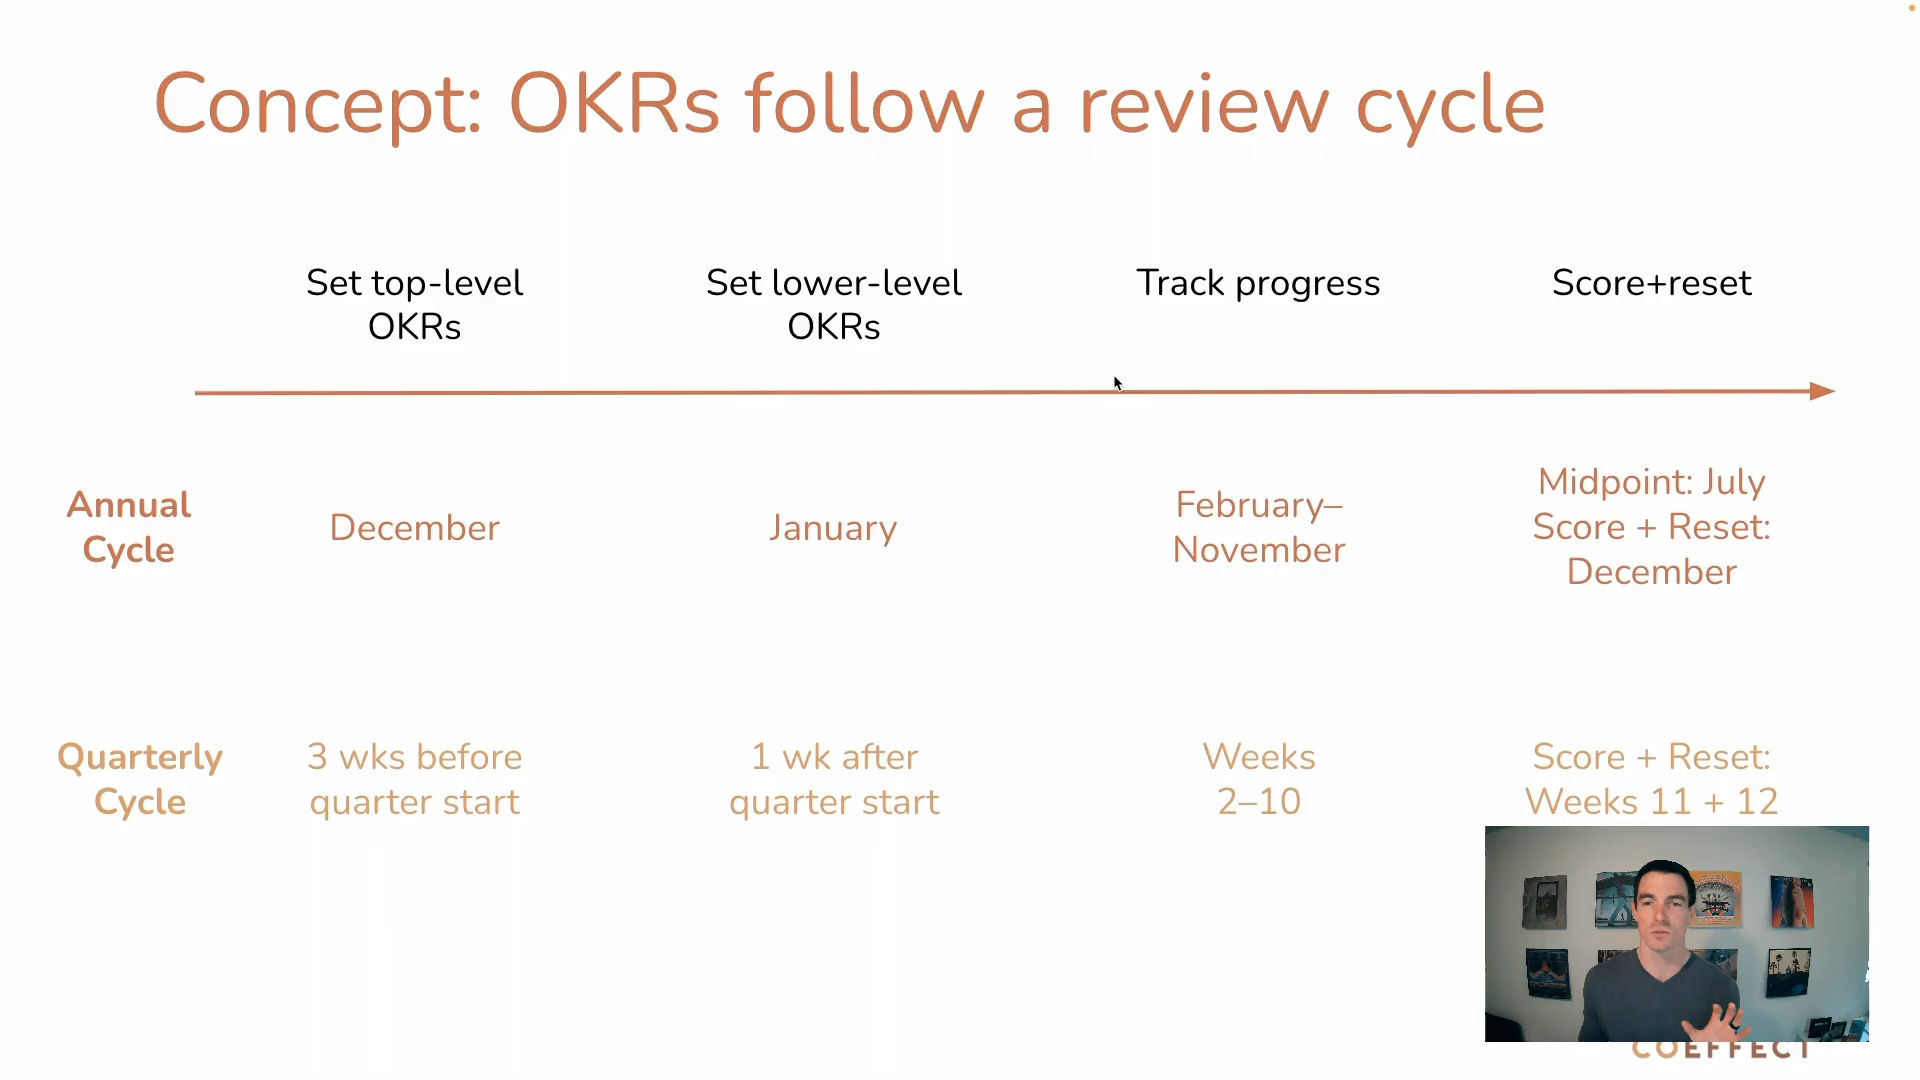 Concept: OKRs follow a review cycle
Set top-level
OKRs
Set lower-level
OKRs
Track progress
Score+reset
Annual
Cycle
December
January
February–
November
Midpoint: July
Score + Reset:
December
Quarterly
Cycle
3 wks before
quarter start
1 wk after
quarter start
Weeks
2–10
Score + Reset:
Weeks 11 + 12
COEFFECT